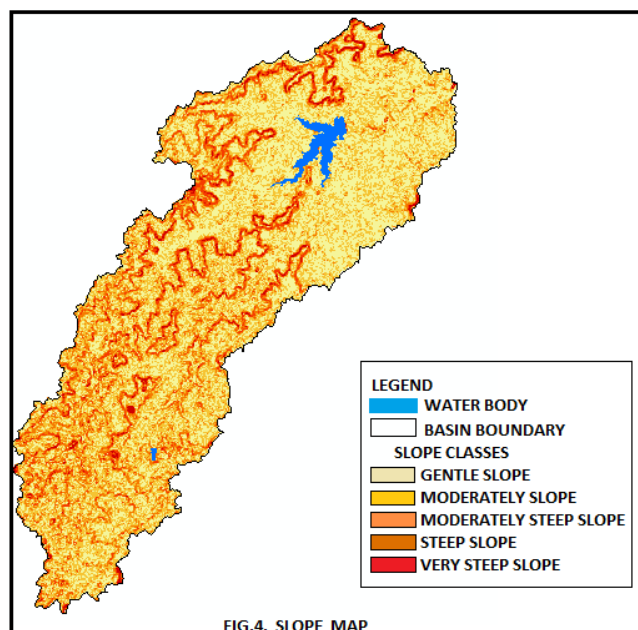 LEGEND
WATER BODY
BASIN BOUNDARY
SLOPE CLASSES
GENTLE SLOPE
MODERATELY SLOPE
MODERATELY STEEP SLOPE
STEEP SLOPE
VERY STEEP SLOPE
FIG.4. SLOPE MAP